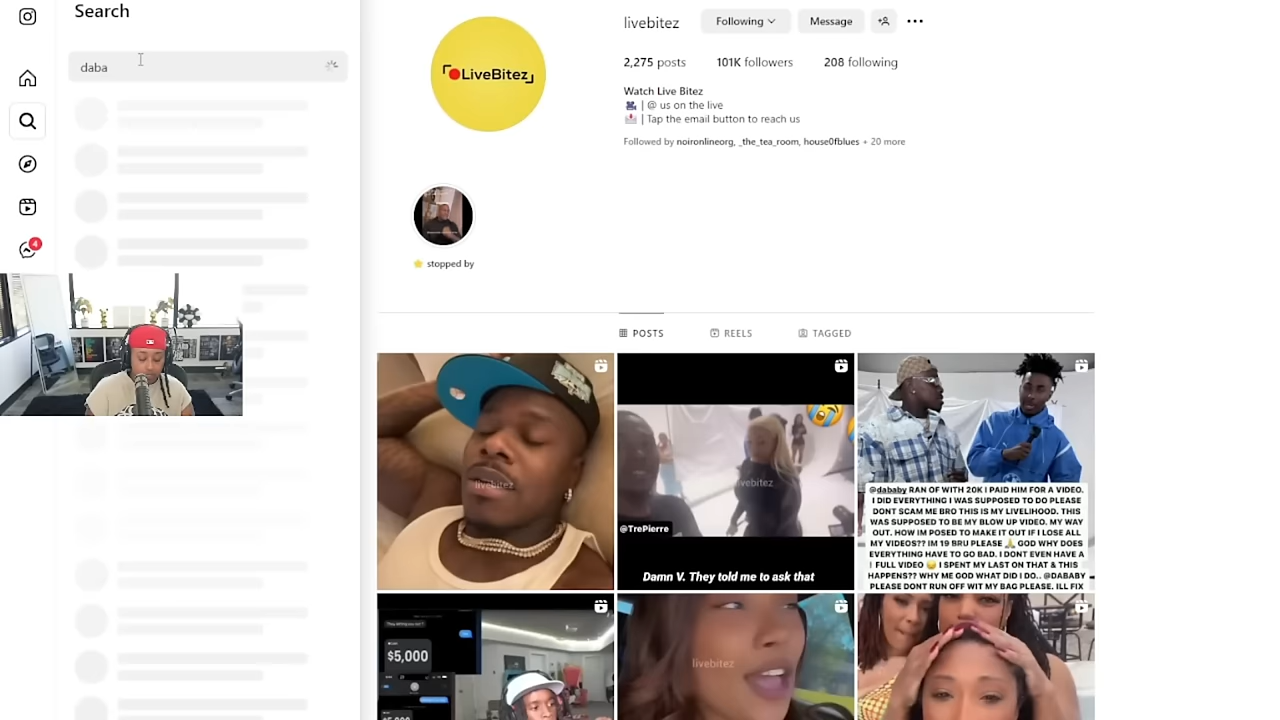 Search
daba
4
livebitez
Following
Message
2,275 posts
101K followers
208 following
LiveBitez
Watch Live Bitez
| @ us on the live
| Tap the email button to reach us
Followed by noironlineorg, _the_tea_room, house0fblues + 20 more
stopped by
POSTS
REELS
TAGGED
livebitez
livebitez
@TrePierre
Damn V. They told me to ask that
@dababy RAN OF WITH 20K I PAID HIM FOR A VIDEO.
I DID EVERYTHING I WAS SUPPOSED TO DO PLEASE
DONT SCAM ME BRO THIS IS MY LIVELIHOOD. THIS
WAS SUPPOSED TO BE MY BLOW UP VIDEO. MY WAY
OUT. HOW IM POSED TO MAKE IT OUT IF I LOSE ALL
MY VIDEOS?? IM 19 BRU PLEASE 🙏 GOD WHY DOES
EVERYTHING HAVE TO GO BAD. I DONT EVEN HAVE A
FULL VIDEO 😔 I SPENT MY LAST ON THAT & THIS
HAPPENS?? WHY ME GOD WHAT DID I DO.. @DABABY
PLEASE DONT RUN OFF WIT MY BAG PLEASE. ILL FIX
$5,000
livebitez